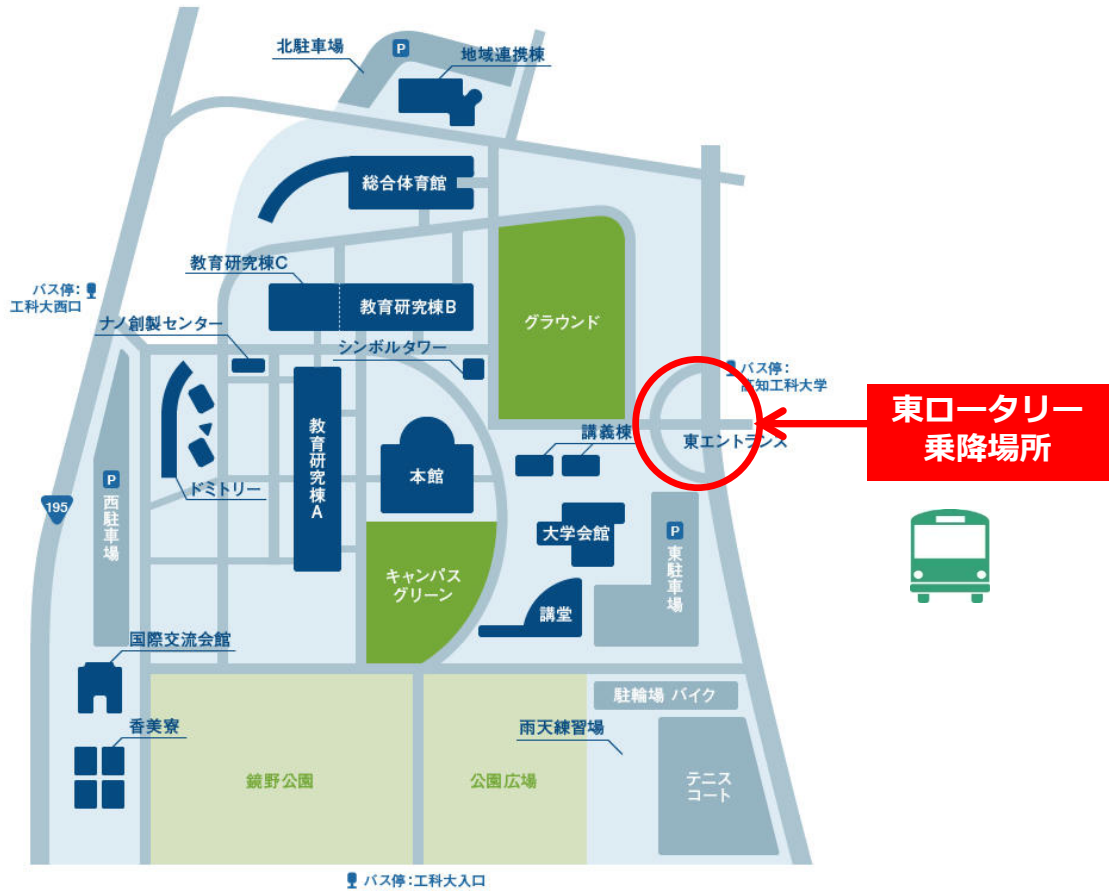 北駐車場
P
地域連携棟
総合体育館
教育研究棟C
バス停:
工科大西口
教育研究棟B
グラウンド
ナノ創製センター
シンボルタワー
バス停:
高知工科大学
東ロータリー
乗降場所
講義棟
東エントランス
教育研究棟A
本館
P
西駐車場
ドミトリー
195
大学会館
P
東駐車場
キャンパス
グリーン
講堂
国際交流会館
駐輪場 バイク
香美寮
雨天練習場
鏡野公園
公園広場
テニス
コート
バス停:工科大入口